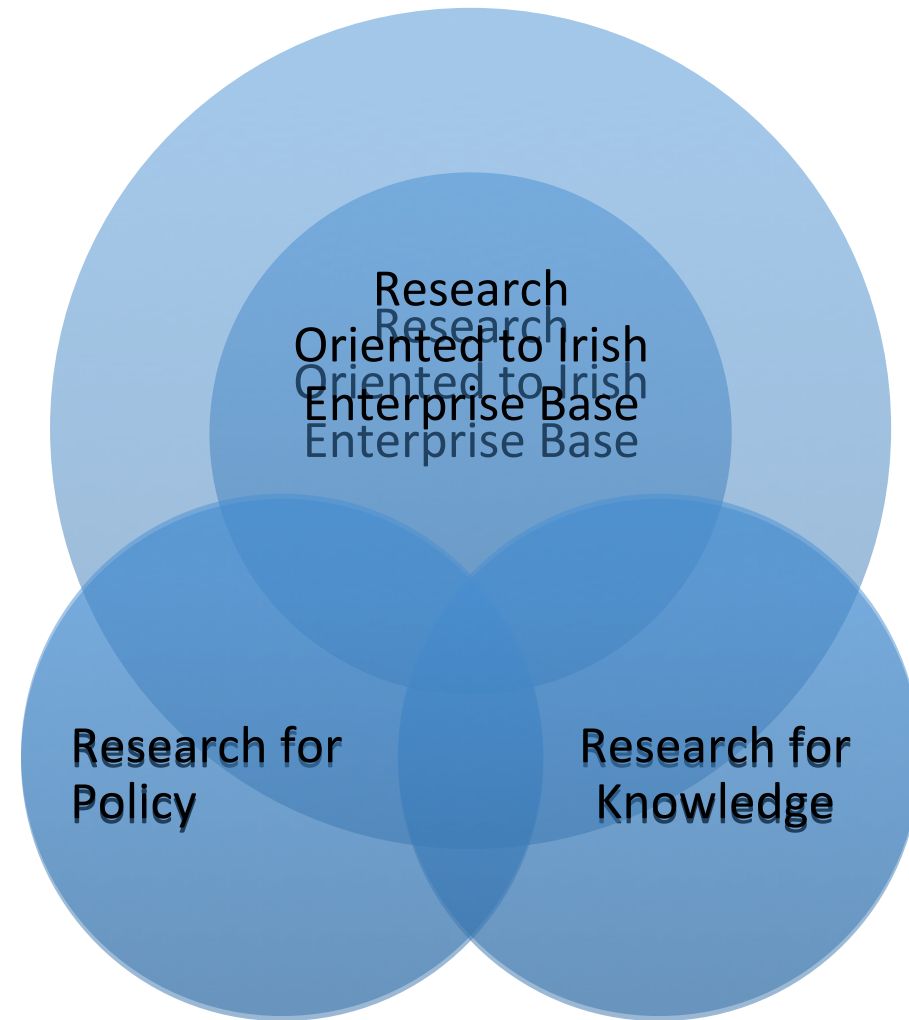 Research
Oriented to Irish
Enterprise Base
Research for
Policy
Research for
Knowledge